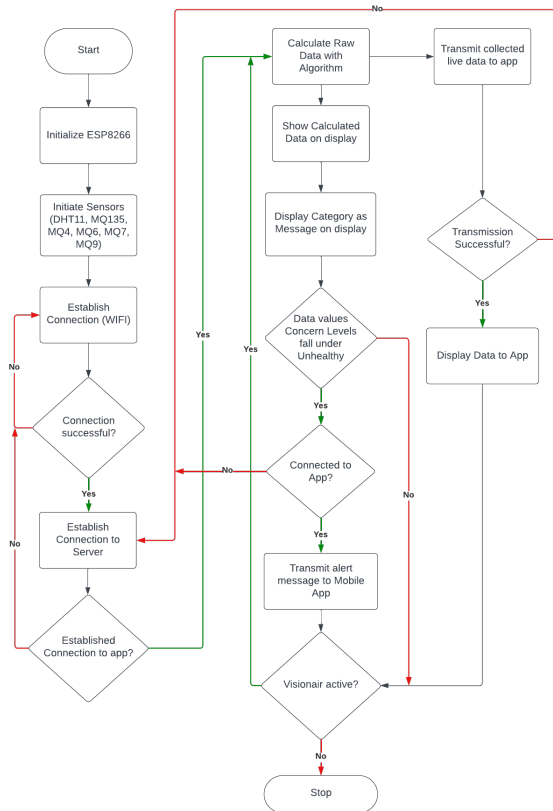 No
Start
Calculate Raw
Data with
Algorithm
Transmit collected
live data to app
Initialize ESP8266
Show Calculated
Data on display
Initiate Sensors
(DHT11, MQ135,
MQ4, MQ6, MQ7,
MQ9)
Display Category as
Message on display
Transmission
Successful?
Establish
Connection (WIFI)
Yes
Yes
Yes
Data values
Concern Levels
fall under
Unhealthy
Display Data to App
No
Connection
successful?
Yes
Connected to
App?
No
No
Yes
Establish
Connection to
Server
No
Yes
Transmit alert
message to Mobile
App
Established
Connection to app?
Visionair active?
No
Stop